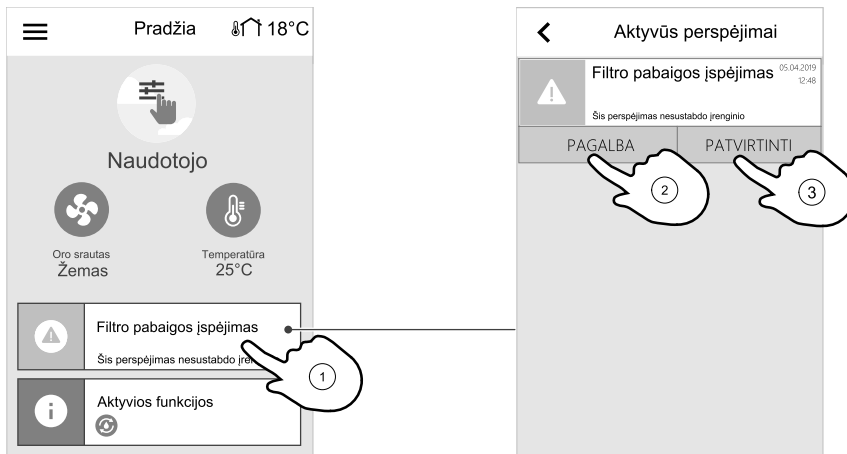 Pradžia
18°C
Naudotojo
Oro srautas
Žemas
Temperatūra
25°C
Filtro pabaigos įspėjimas
Šis perspėjimas nesustabdo
1
Aktyvios funkcijos
Aktyvūs perspėjimai
Filtro pabaigos įspėjimas
05.04.2019
12:48
Šis perspėjimas nesustabdo įrenginio
PAGALBA
PATVIRTINTI
2
3